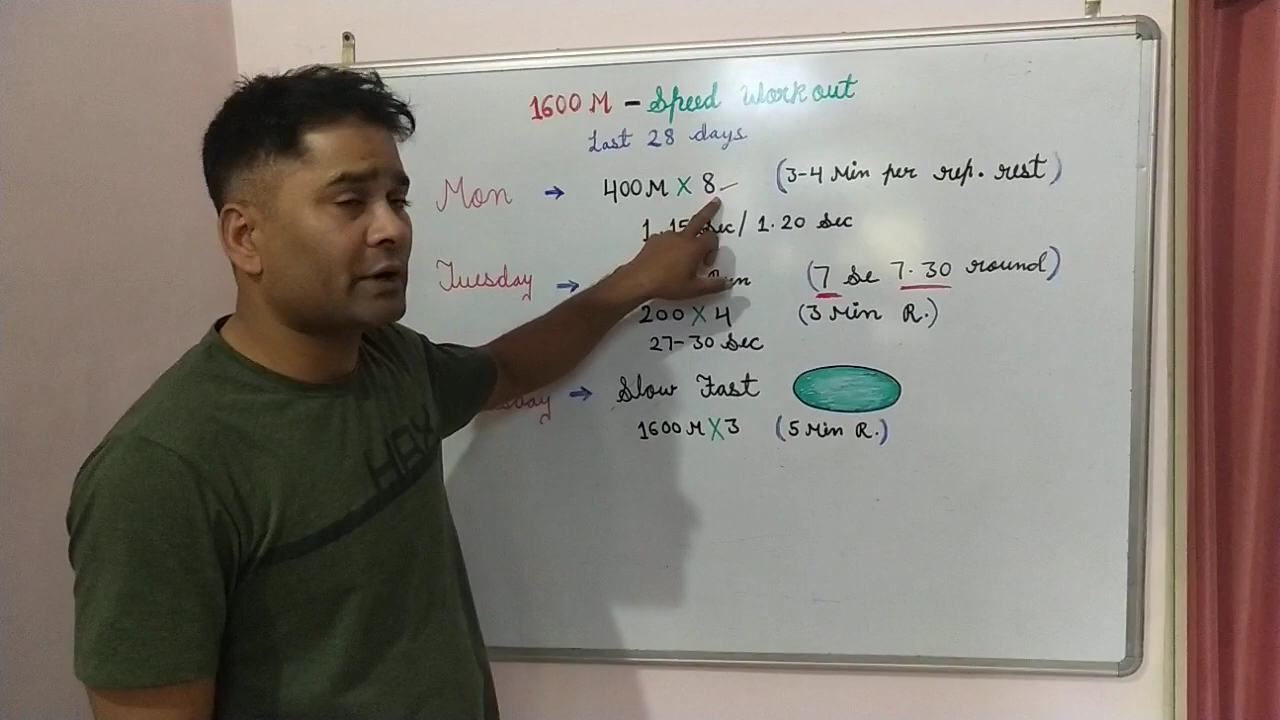 1600 M - Speed Workout
Last 28 days
Mon → 400M X 8 (3-4 Min per rep. rest)
1.15 Sec / 1.20 Sec
Tuesday → (7 se 7.30 round)
200 X 4 (3 Min R.)
27-30 Sec
→ Slow Fast
1600 M X 3 (5 Min R.)